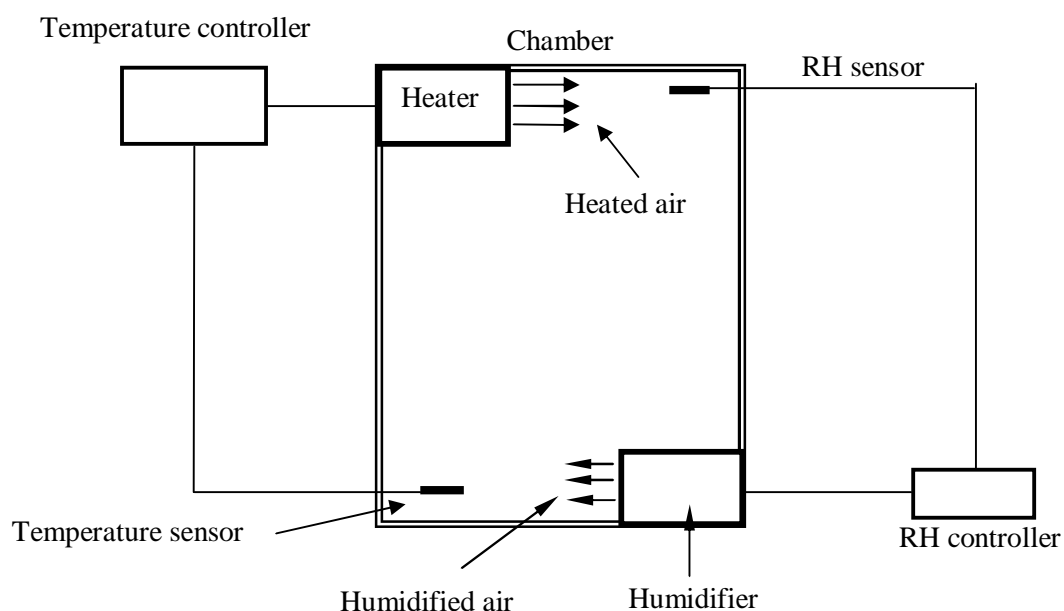 Temperature controller
Chamber
RH sensor
Heater
Heated air
Temperature sensor
RH controller
Humidified air
Humidifier